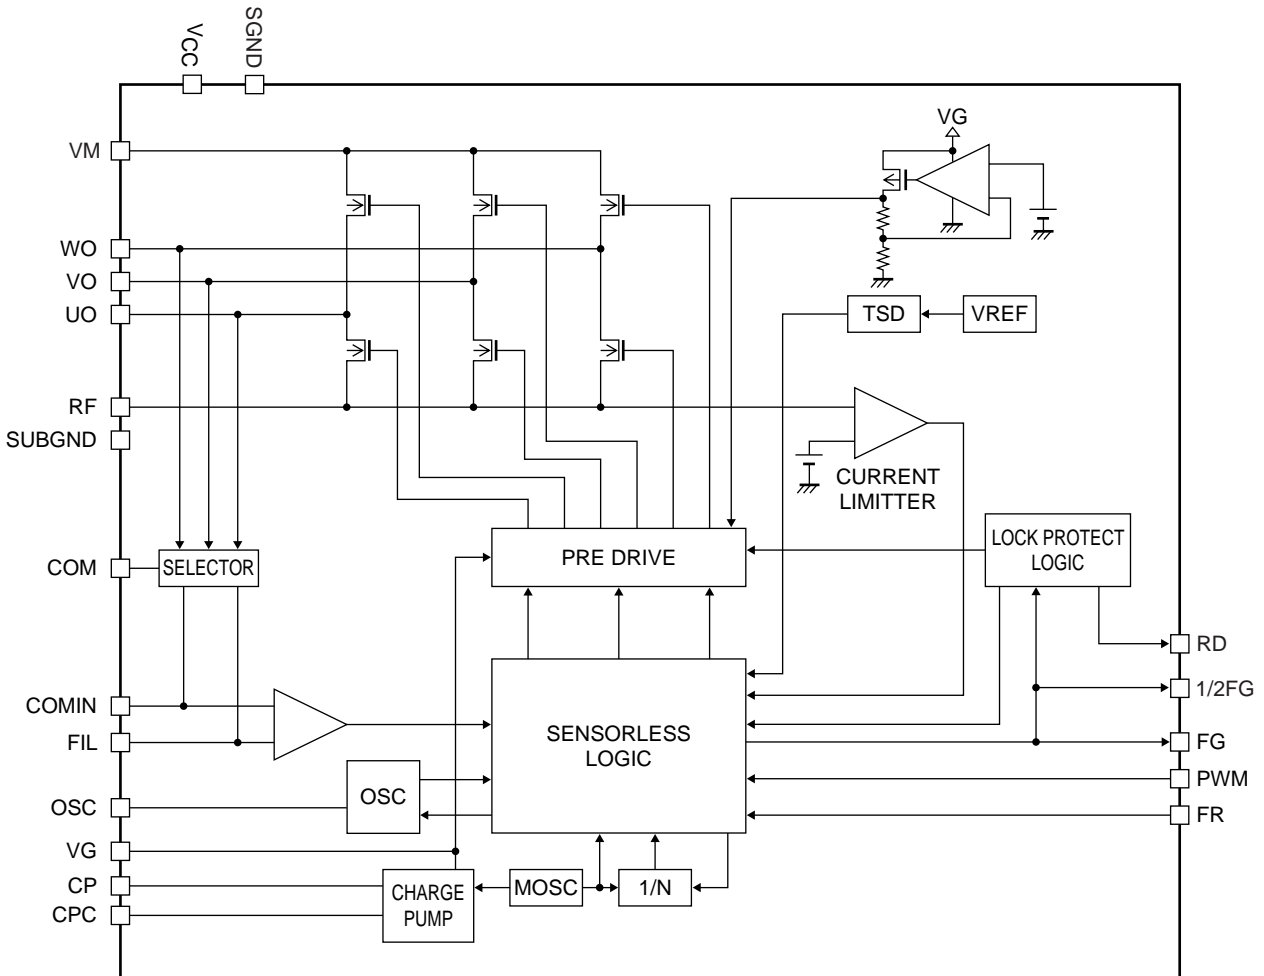 VCC
SGND
VG
VM
WO
VO
UO
TSD
VREF
RF
SUBGND
CURRENT
LIMITTER
LOCK PROTECT
LOGIC
PRE DRIVE
COM
SELECTOR
RD
1/2FG
COMIN
SENSORLESS
LOGIC
FIL
FG
PWM
OSC
OSC
FR
VG
CP
CHARGE
PUMP
MOSC
1/N
CPC